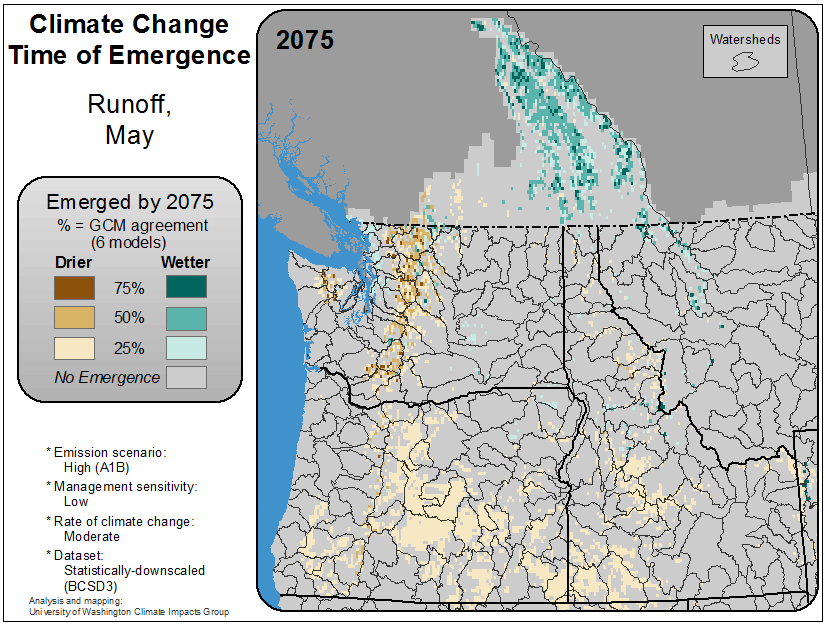 Climate Change
Time of Emergence
Runoff,
May
Emerged by 2075
% = GCM agreement
(6 models)
Drier Wetter
75%
50%
25%
No Emergence
* Emission scenario:
High (A1B)
* Management sensitivity:
Low
* Rate of climate change:
Moderate
* Dataset:
Statistically-downscaled
(BCSD3)
Analysis and mapping:
University of Washington Climate Impacts Group
2075
Watersheds